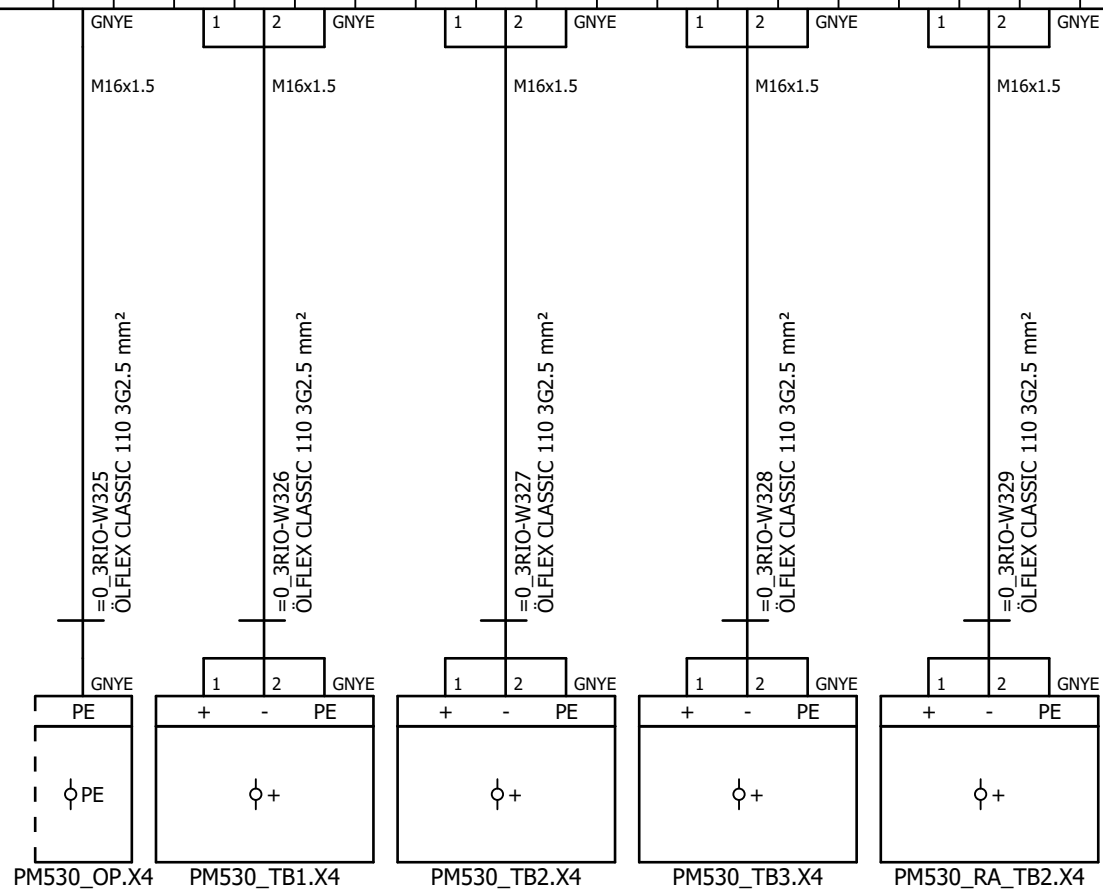 GNYE 1 2 GNYE 1 2 GNYE 1 2 GNYE 1 2 GNYE
M16x1.5 M16x1.5 M16x1.5 M16x1.5 M16x1.5
=0_3RIO-W325
ÖLFLEX CLASSIC 110 3G2.5 mm²
=0_3RIO-W326
ÖLFLEX CLASSIC 110 3G2.5 mm²
=0_3RIO-W327
ÖLFLEX CLASSIC 110 3G2.5 mm²
=0_3RIO-W328
ÖLFLEX CLASSIC 110 3G2.5 mm²
=0_3RIO-W329
ÖLFLEX CLASSIC 110 3G2.5 mm²
GNYE 1 2 GNYE 1 2 GNYE 1 2 GNYE 1 2 GNYE
PE + - PE + - PE + - PE + - PE
PE + + + +
PM530_OP.X4 PM530_TB1.X4 PM530_TB2.X4 PM530_TB3.X4 PM530_RA_TB2.X4